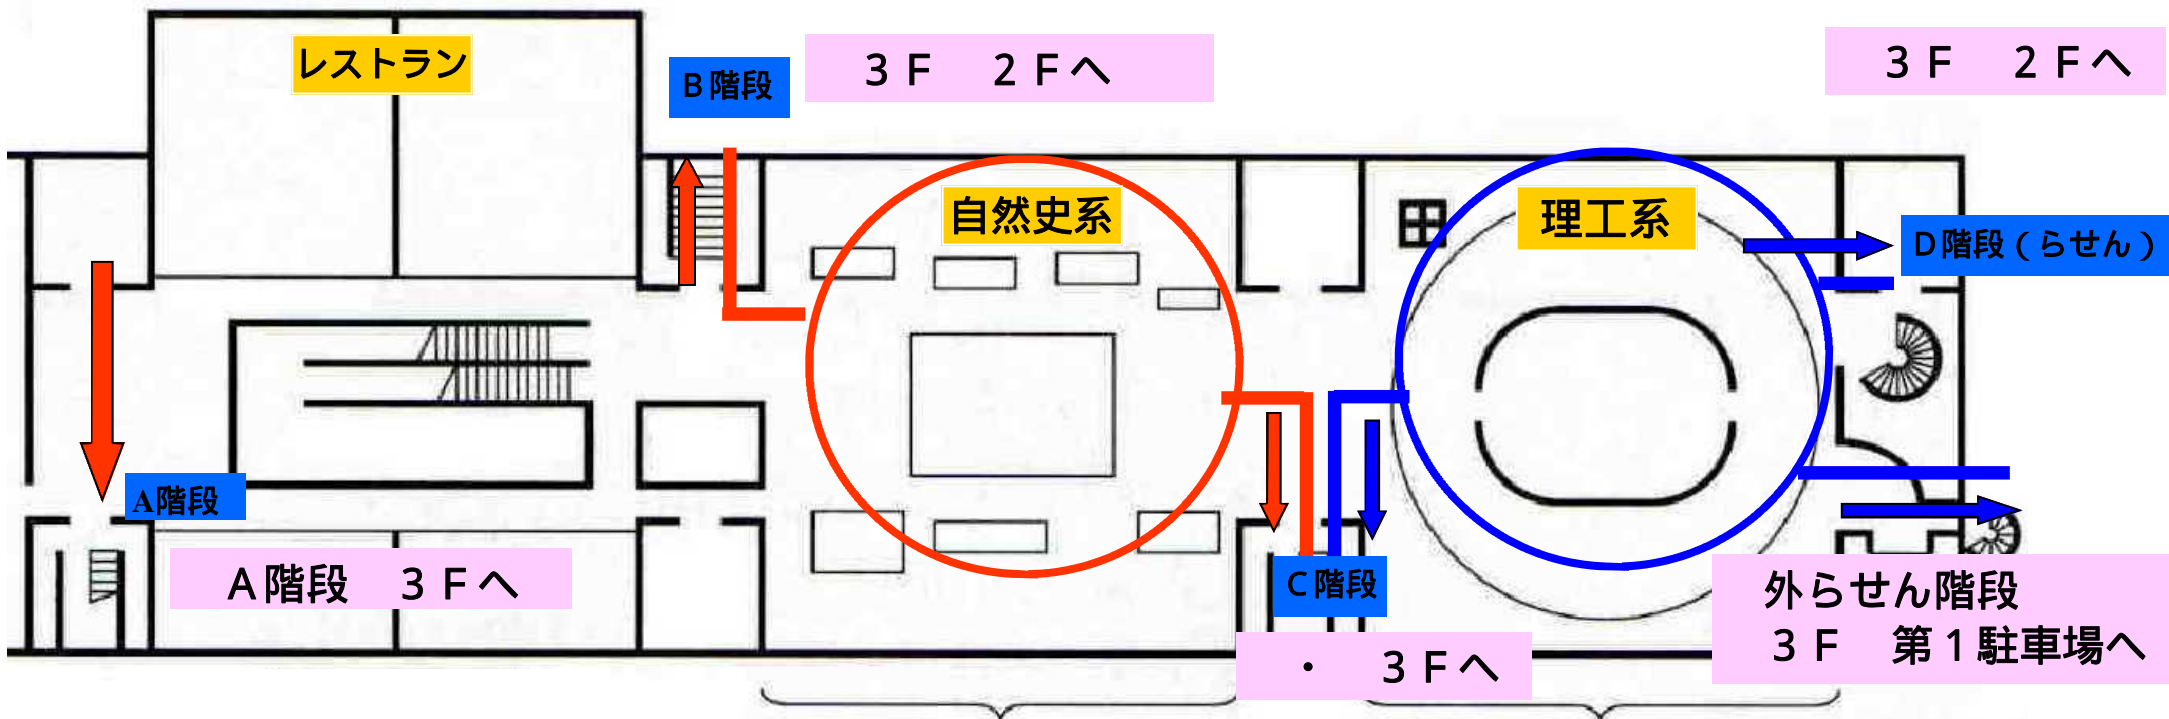 レストラン
B階段
３Ｆ　２Ｆへ
３Ｆ　２Ｆへ
自然史系
理工系
Ｄ階段（らせん）
A階段
Ａ階段　３Ｆへ
Ｃ階段
・　３Ｆへ
外らせん階段
３Ｆ　第１駐車場へ